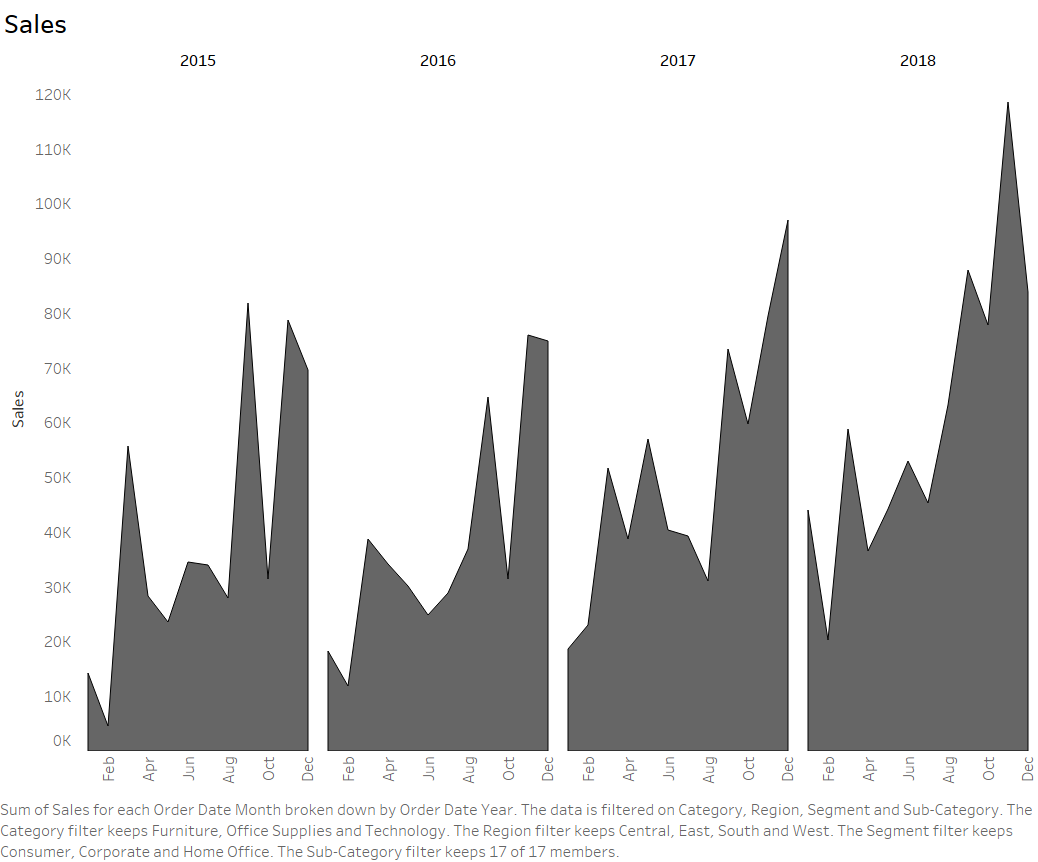 Sales
2015 2016 2017 2018
120K
110K
100K
90K
80K
70K
60K
50K
40K
30K
20K
10K
0K
Sales
Feb Apr Jun Aug Oct Dec Feb Apr Jun Aug Oct Dec Feb Apr Jun Aug Oct Dec Feb Apr Jun Aug Oct Dec
Sum of Sales for each Order Date Month broken down by Order Date Year. The data is filtered on Category, Region, Segment and Sub-Category. The
Category filter keeps Furniture, Office Supplies and Technology. The Region filter keeps Central, East, South and West. The Segment filter keeps
Consumer, Corporate and Home Office. The Sub-Category filter keeps 17 of 17 members.